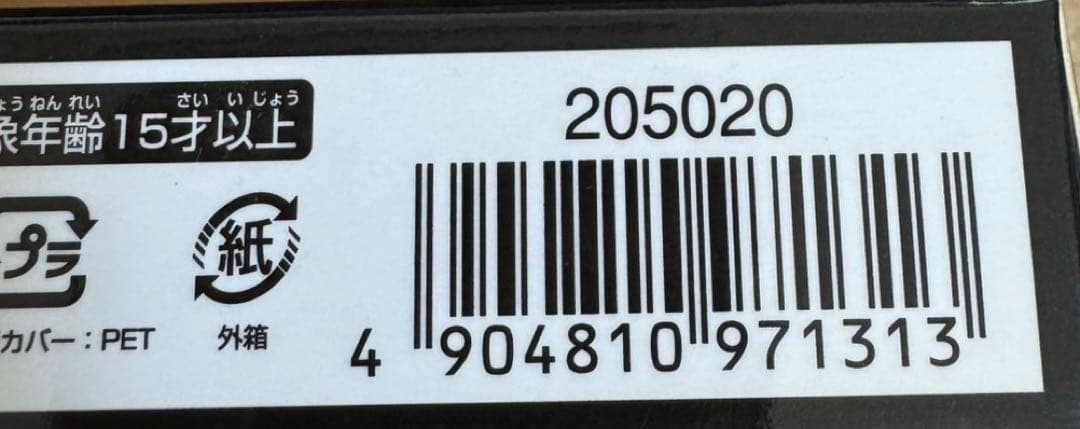 ょう ねん れい さい い じょう
象年齢15才以上
205020
プラ
紙
カバー：PET
外箱
4 904810 971313